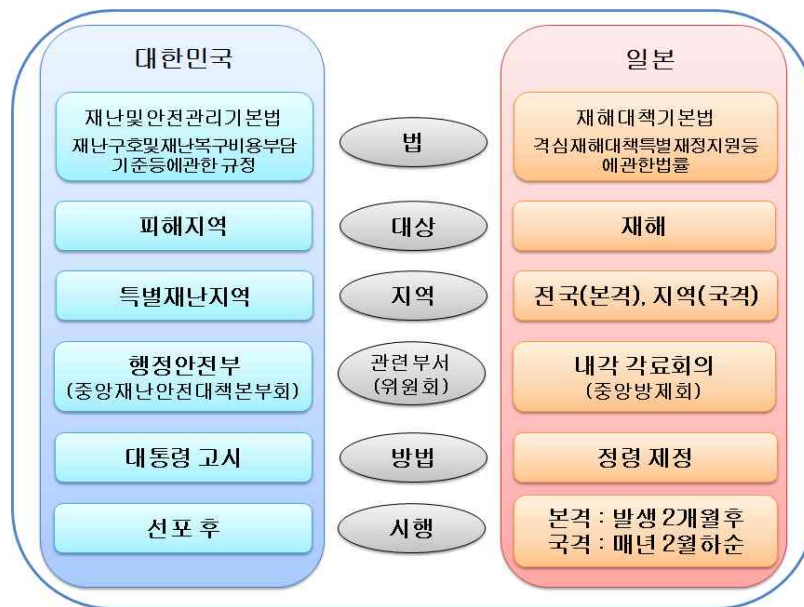 대한민국
일본
재난및안전관리기본법
재난구호및재난복구비용부담
기준등에관한 규정
법
재해대책기본법
격심재해대책특별재정지원등
에관한법률
피해지역
대상
재해
특별재난지역
지역
전국(본격), 지역(국격)
행정안전부
(중앙재난안전대책본부회)
관련부서
(위원회)
내각 각료회의
(중앙방제회)
대통령 고시
방법
정령 제정
선포 후
시행
본격 : 발생 2개월후
국격 : 매년 2월하순